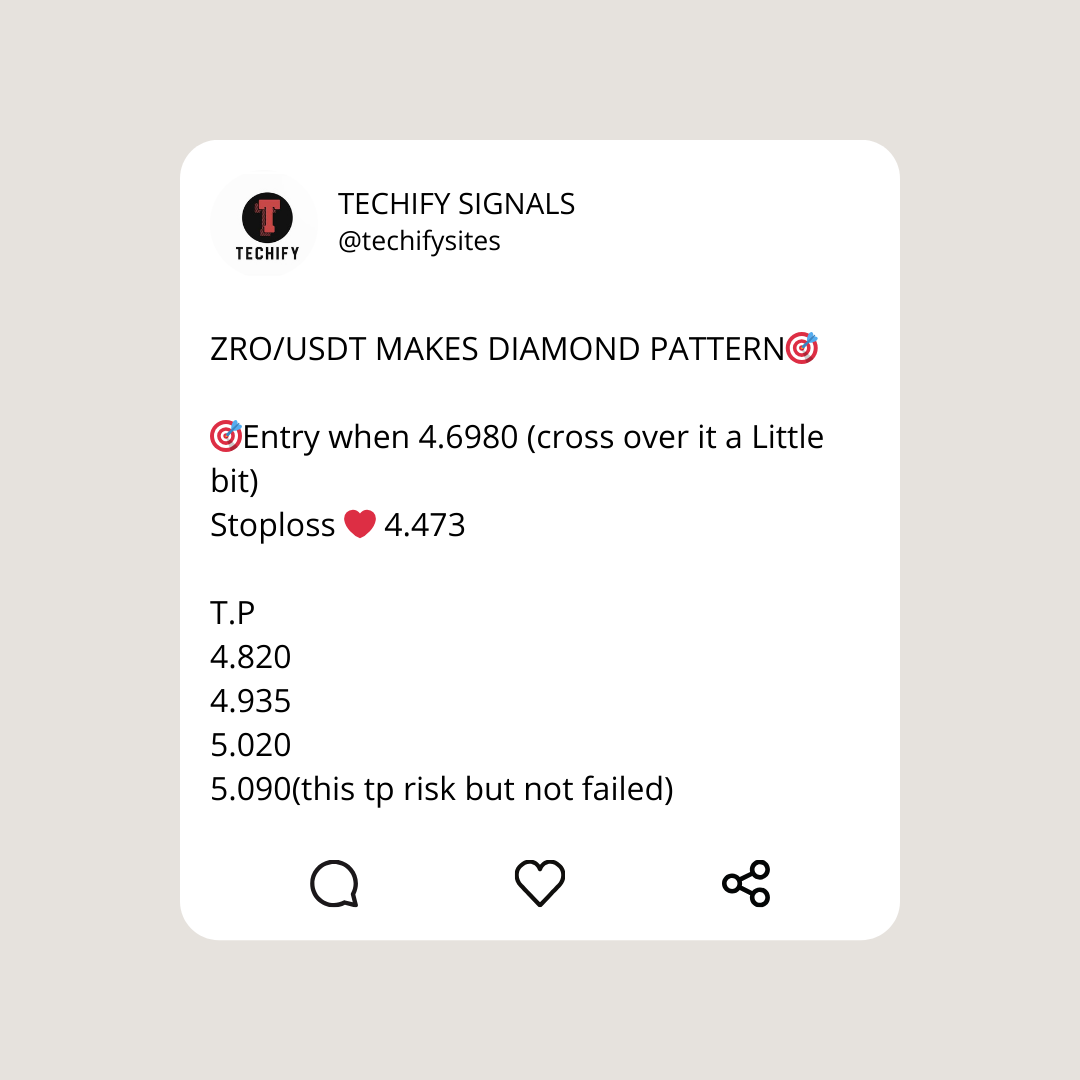 T
TECHIFY
TECHIFY SIGNALS
@techifysites
ZRO/USDT MAKES DIAMOND PATTERN🎯
🎯Entry when 4.6980 (cross over it a Little
bit)
Stoploss ❤️ 4.473
T.P
4.820
4.935
5.020
5.090(this tp risk but not failed)